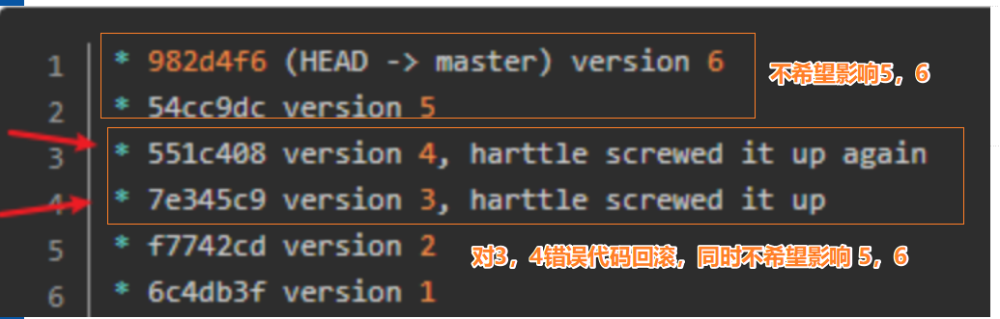 1 * 982d4f6 (HEAD -> master) version 6
不希望影响5，6
2 * 54cc9dc version 5
3 * 551c408 version 4, harttle screwed it up again
4 * 7e345c9 version 3, harttle screwed it up
5 * f7742cd version 2
对3，4错误代码回滚，同时不希望影响 5，6
6 * 6c4db3f version 1